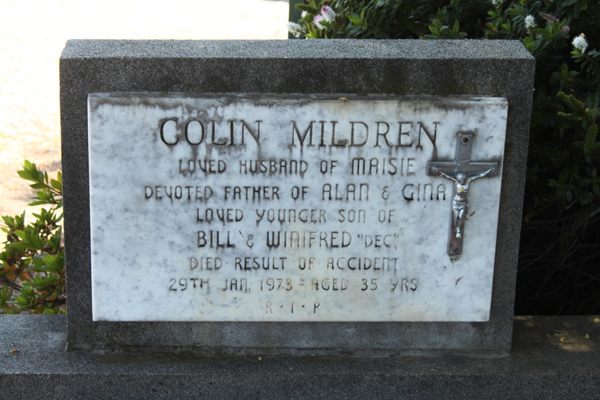 COLIN MILDREN
LOVED HUSBAND OF MAISIE
DEVOTED FATHER OF ALAN & GINA
LOVED YOUNGER SON OF
BILL & WINIFRED "DEC"
DIED RESULT OF ACCIDENT
29TH JAN. 1973 - AGED 35 YRS
R·I·P